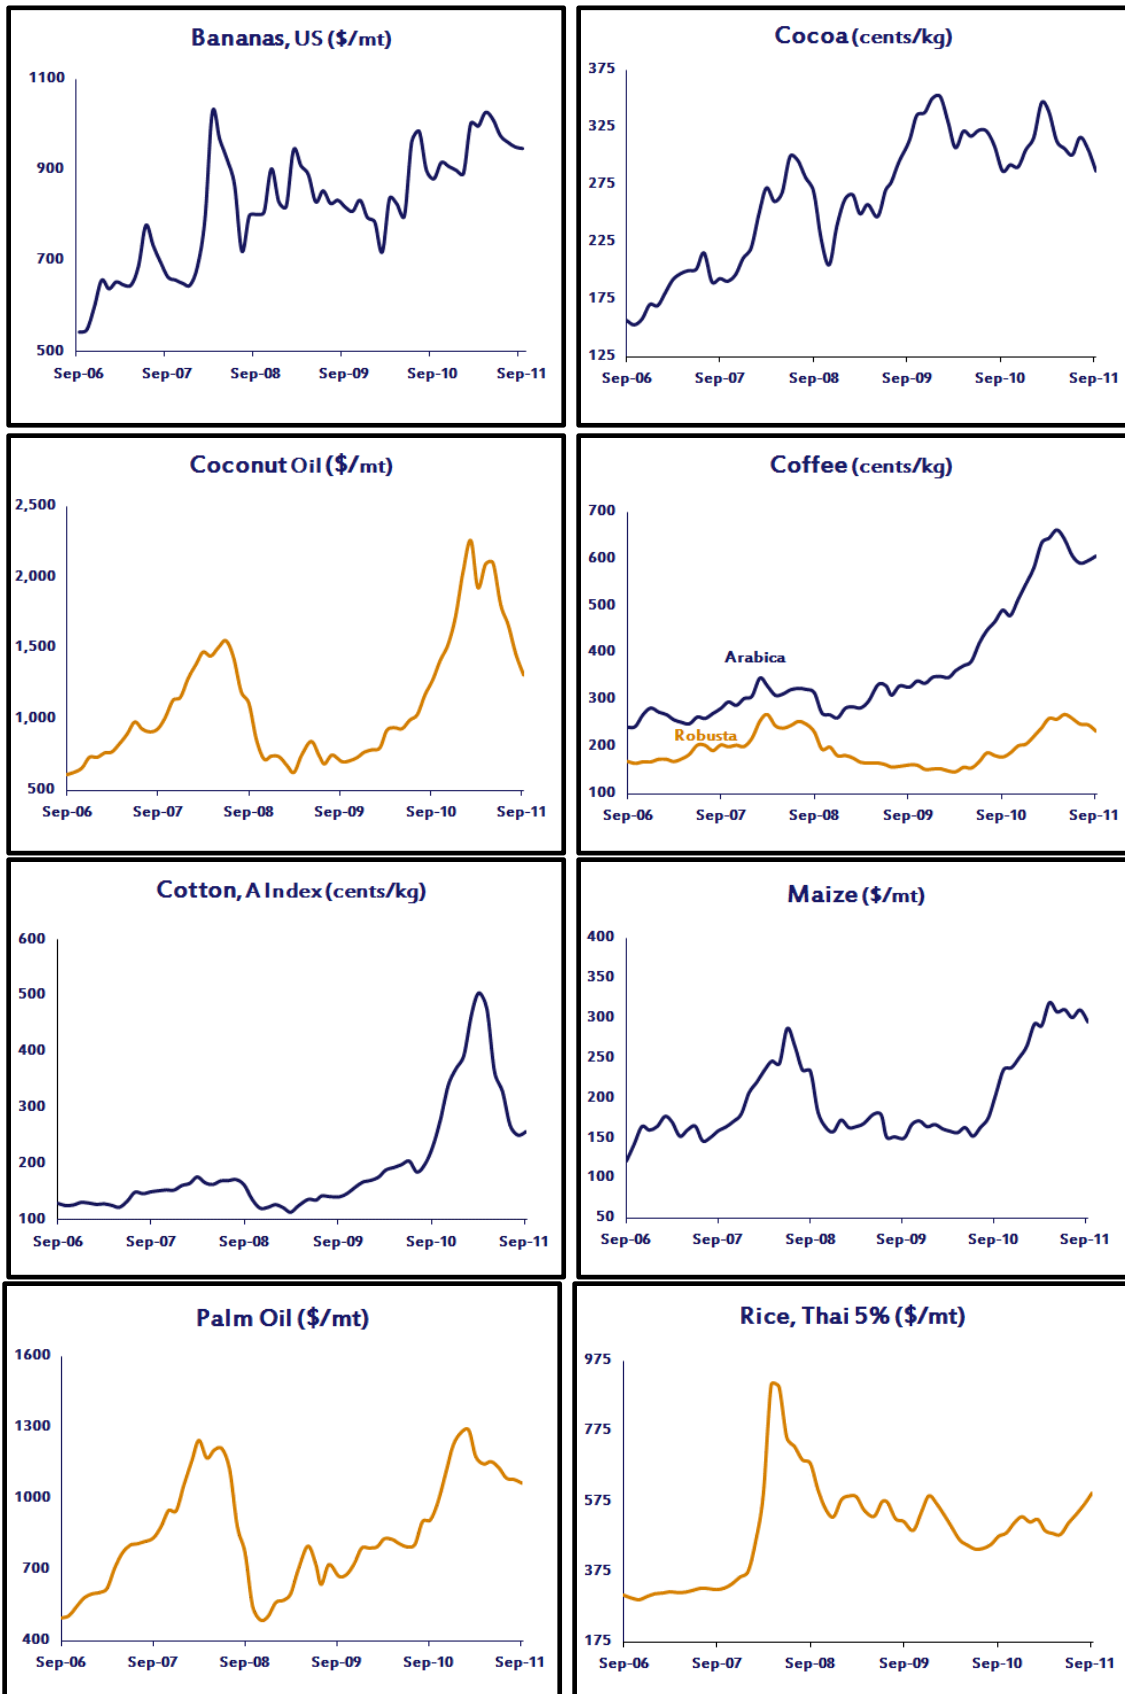 Bananas, US ($/mt)
1100
900
700
500
Sep-06 Sep-07 Sep-08 Sep-09 Sep-10 Sep-11
Cocoa (cents/kg)
375
325
275
225
175
125
Sep-06 Sep-07 Sep-08 Sep-09 Sep-10 Sep-11
Coconut Oil ($/mt)
2,500
2,000
1,500
1,000
500
Sep-06 Sep-07 Sep-08 Sep-09 Sep-10 Sep-11
Coffee (cents/kg)
700
600
500
400
300
200
100
Arabica
Robusta
Sep-06 Sep-07 Sep-08 Sep-09 Sep-10 Sep-11
Cotton, A Index (cents/kg)
600
500
400
300
200
100
Sep-06 Sep-07 Sep-08 Sep-09 Sep-10 Sep-11
Maize ($/mt)
400
350
300
250
200
150
100
50
Sep-06 Sep-07 Sep-08 Sep-09 Sep-10 Sep-11
Palm Oil ($/mt)
1600
1300
1000
700
400
Sep-06 Sep-07 Sep-08 Sep-09 Sep-10 Sep-11
Rice, Thai 5% ($/mt)
975
775
575
375
175
Sep-06 Sep-07 Sep-08 Sep-09 Sep-10 Sep-11